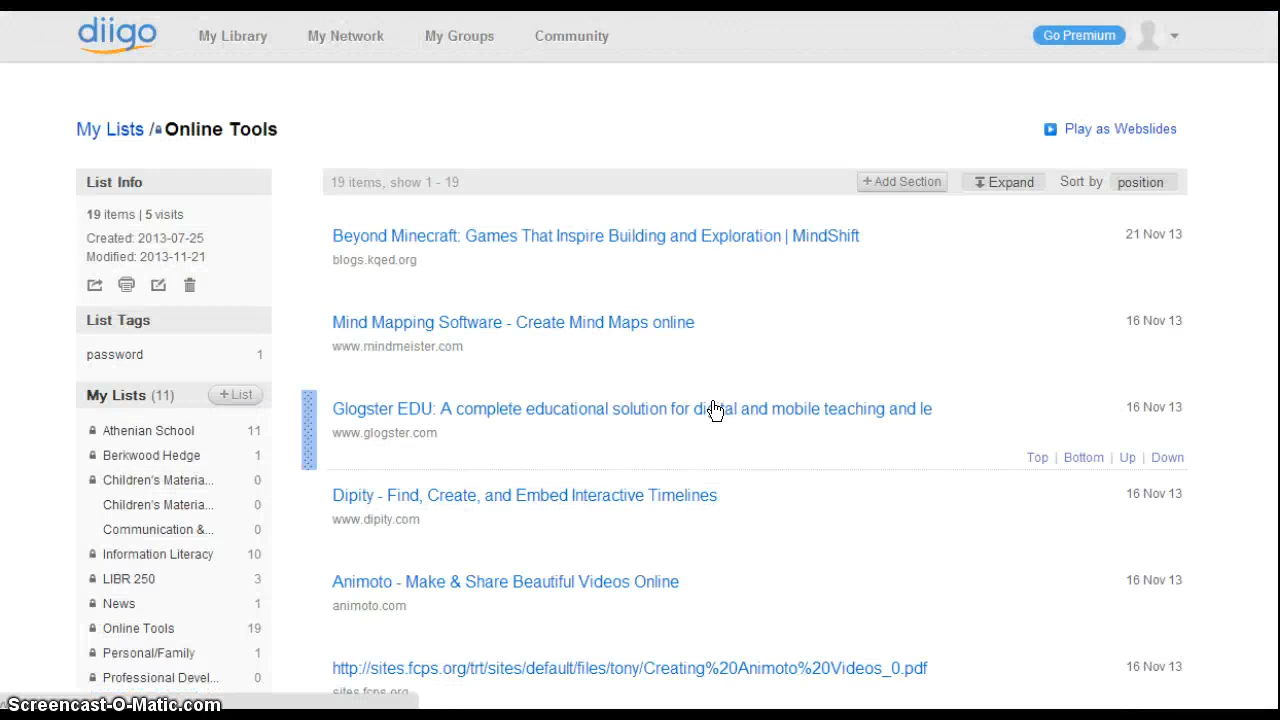 diigo
My Library My Network My Groups Community
Go Premium
My Lists / Online Tools
Play as Webslides
List Info
19 items | 5 visits
Created: 2013-07-25
Modified: 2013-11-21
List Tags
password 1
My Lists (11) + List
Athenian School 11
Berkwood Hedge 1
Children's Materia... 0
Children's Materia... 0
Communication &... 0
Information Literacy 10
LIBR 250 3
News 1
Online Tools 19
Personal/Family 1
Professional Devel... 0
19 items, show 1 - 19
+ Add Section Expand Sort by position
Beyond Minecraft: Games That Inspire Building and Exploration | MindShift 21 Nov 13
blogs.kqed.org
Mind Mapping Software - Create Mind Maps online 16 Nov 13
www.mindmeister.com
Glogster EDU: A complete educational solution for digital and mobile teaching and le 16 Nov 13
www.glogster.com
Top | Bottom | Up | Down
Dipity - Find, Create, and Embed Interactive Timelines 16 Nov 13
www.dipity.com
Animoto - Make & Share Beautiful Videos Online 16 Nov 13
animoto.com
http://sites.fcps.org/trt/sites/default/files/tony/Creating%20Animoto%20Videos_0.pdf 16 Nov 13
sites.fcps.org
Screencast-O-Matic.com